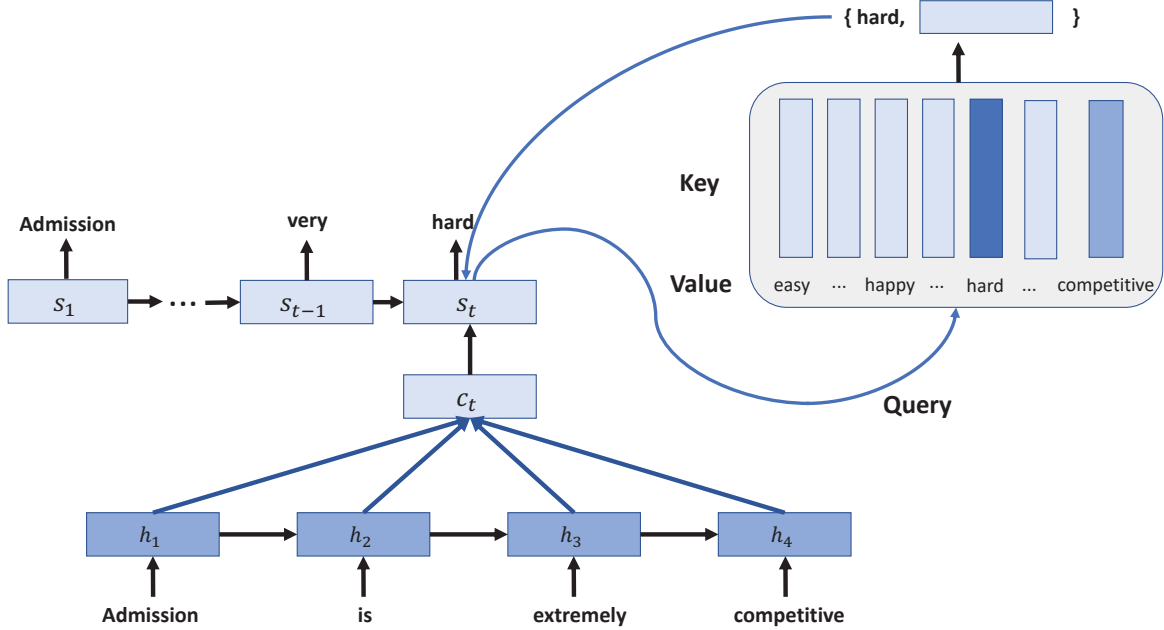 { hard, }
Key
Value
easy ... happy ... hard ... competitive
Query
Admission
very
hard
s₁
...
sₜ₋₁
sₜ
cₜ
h₁
h₂
h₃
h₄
Admission
is
extremely
competitive